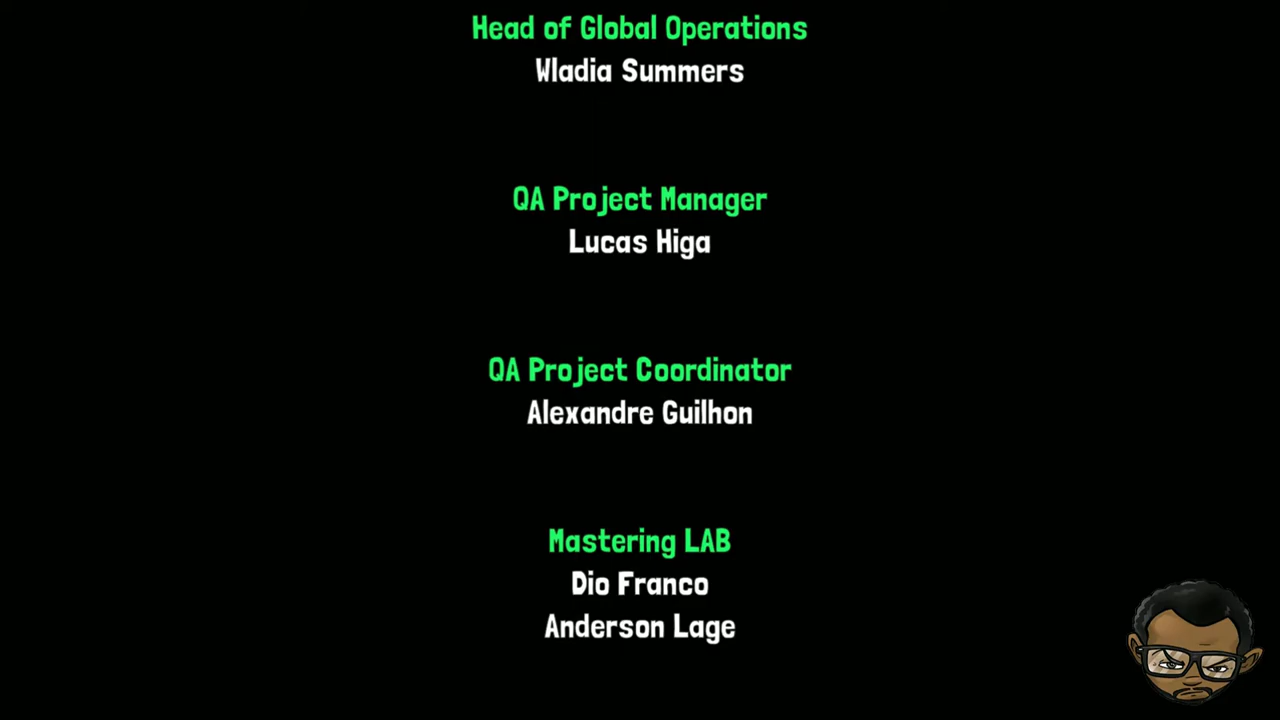 Head of Global Operations
Wladia Summers
QA Project Manager
Lucas Higa
QA Project Coordinator
Alexandre Guilhon
Mastering LAB
Dio Franco
Anderson Lage